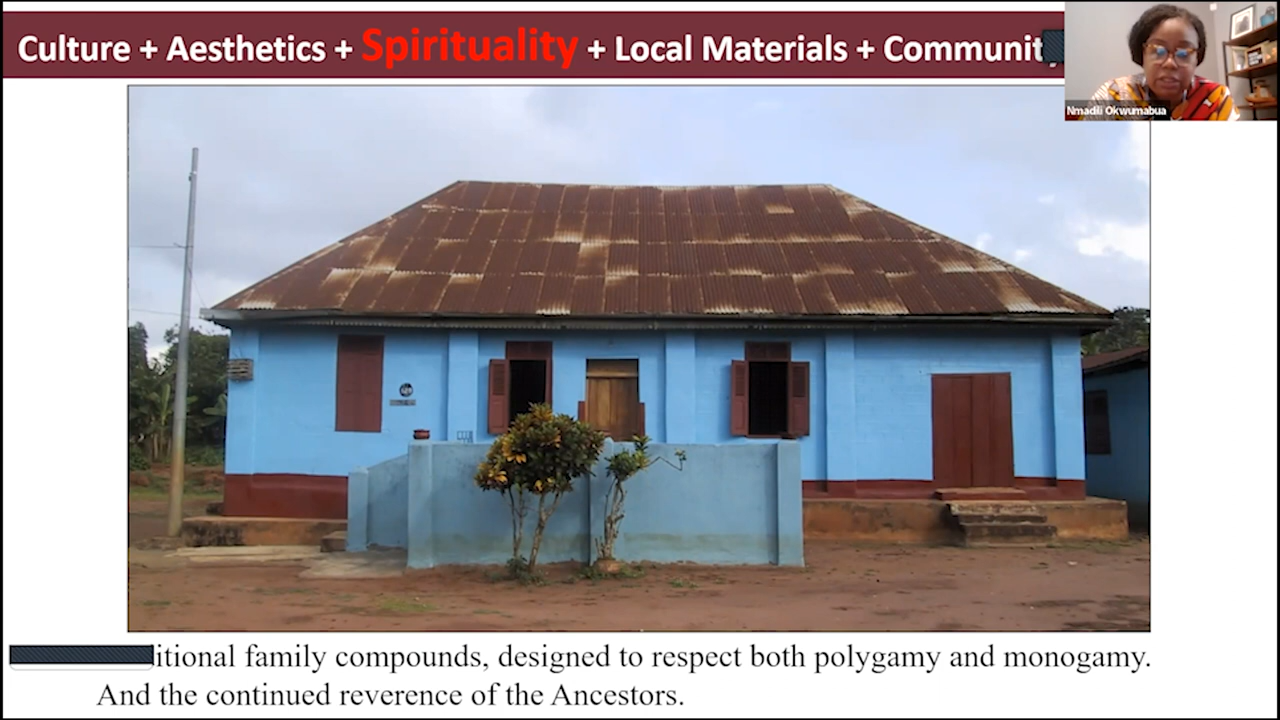 Culture + Aesthetics + Spirituality + Local Materials + Communit
Nmadili Okwumabua
itional family compounds, designed to respect both polygamy and monogamy.
And the continued reverence of the Ancestors.